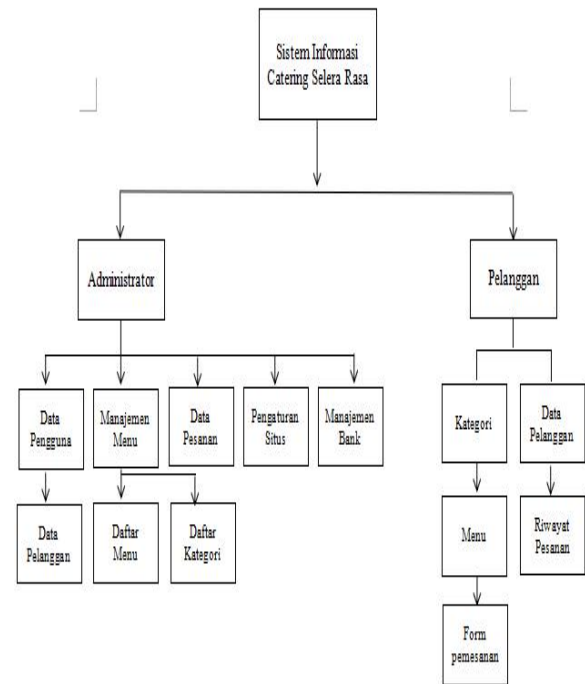 Sistem Informasi
Catering Selera Rasa
Administrator
Pelanggan
Data
Pengguna
Manajemen
Menu
Data
Pesanan
Pengaturan
Situs
Manajemen
Bank
Kategori
Data
Pelanggan
Data
Pelanggan
Daftar
Menu
Daftar
Kategori
Menu
Riwayat
Pesanan
Form
pemesanan